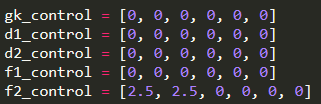 gk_control = [0, 0, 0, 0, 0, 0]
d1_control = [0, 0, 0, 0, 0, 0]
d2_control = [0, 0, 0, 0, 0, 0]
f1_control = [0, 0, 0, 0, 0, 0]
f2_control = [2.5, 2.5, 0, 0, 0, 0]